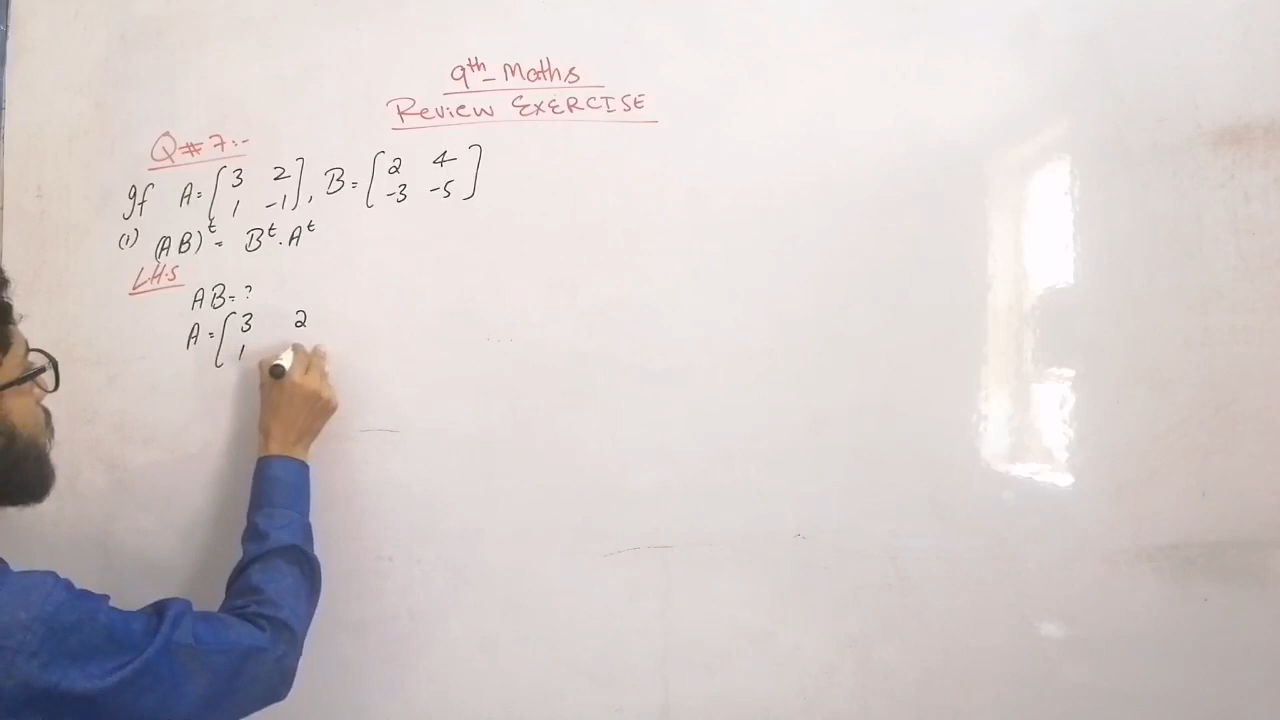 9th - Maths
Review EXERCISE
Q#7:-
If A = [3 2
1 -1], B = [2 4
-3 -5]
(i) (AB)^t = B^t . A^t
L.H.S
AB = ?
A = [3 2
1